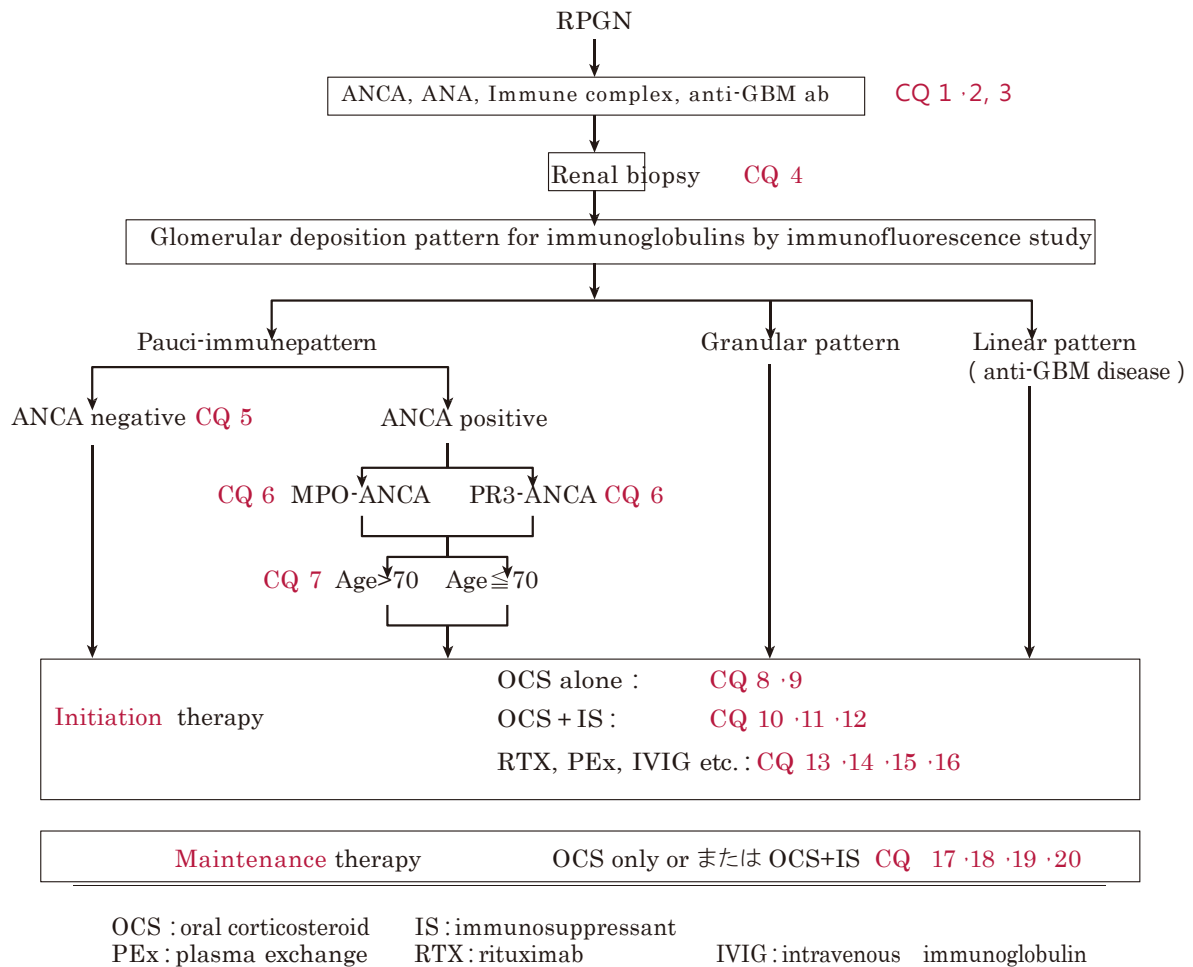 RPGN
ANCA, ANA, Immune complex, anti-GBM ab CQ 1 ·2, 3
Renal biopsy CQ 4
Glomerular deposition pattern for immunoglobulins by immunofluorescence study
Pauci-immunepattern Granular pattern Linear pattern
( anti-GBM disease )
ANCA negative CQ 5 ANCA positive
CQ 6 MPO-ANCA PR3-ANCA CQ 6
CQ 7 Age>70 Age≦70
OCS alone : CQ 8 ·9
Initiation therapy OCS + IS : CQ 10 ·11 ·12
RTX, PEx, IVIG etc. : CQ 13 ·14 ·15 ·16
Maintenance therapy OCS only or または OCS+IS CQ 17 ·18 ·19 ·20
OCS : oral corticosteroid IS : immunosuppressant
PEx : plasma exchange RTX : rituximab IVIG : intravenous immunoglobulin